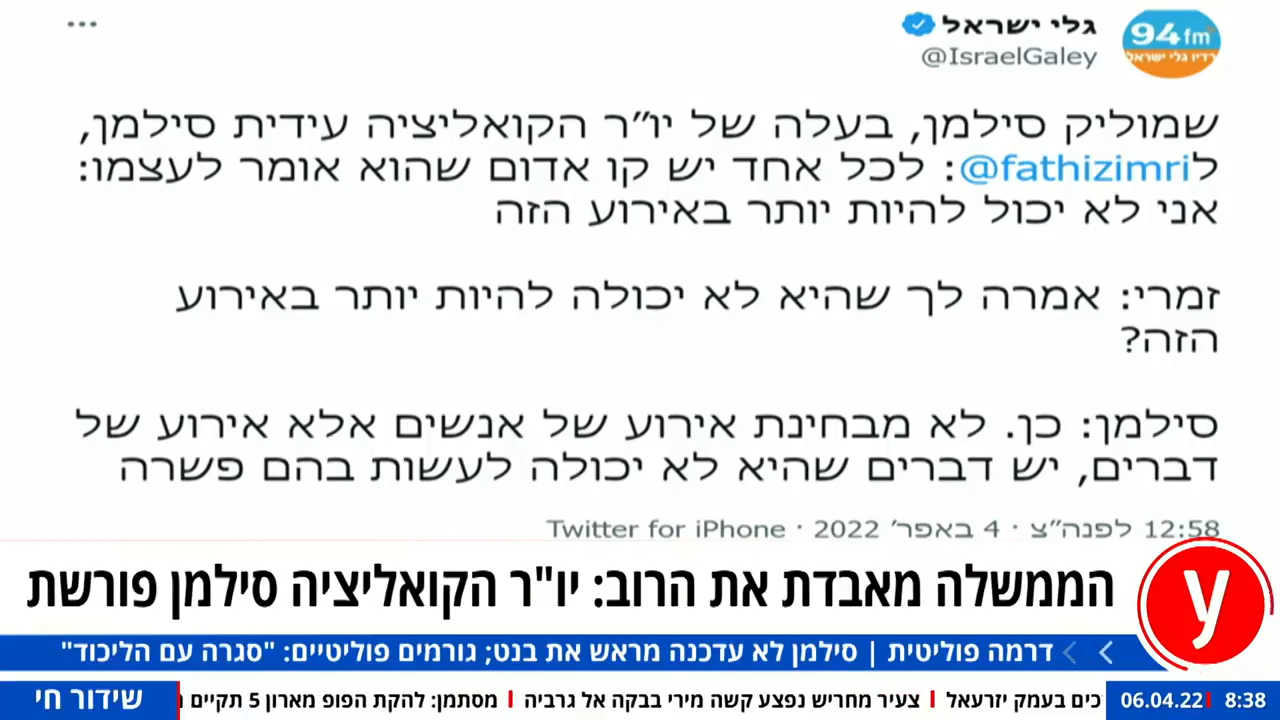 גלי ישראל
@IsraelGaley
94fm
רדיו גלי ישראל
שמוליק סילמן, בעלה של יו"ר הקואליציה עידית סילמן,
ל@fathizimri: לכל אחד יש קו אדום שהוא אומר לעצמו:
אני לא יכול להיות יותר באירוע הזה
זמרי: אמרה לך שהיא לא יכולה להיות יותר באירוע
הזה?
סילמן: כן. לא מבחינת אירוע של אנשים אלא אירוע של
דברים, יש דברים שהיא לא יכולה לעשות בהם פשרה
12:58 לפנה"צ · 4 באפר' 2022 · Twitter for iPhone
הממשלה מאבדת את הרוב: יו"ר הקואליציה סילמן פורשת
y
דרמה פוליטית | סילמן לא עדכנה מראש את בנט; גורמים פוליטיים: "סגרה עם הליכוד"
8:38 06.04.22 כים בעמק יזרעאל | צעיר מחריש נפצע קשה מירי בבקה אל גרביה | מסתמן: להקת הפופ מארון 5 תקיים
שידור חי